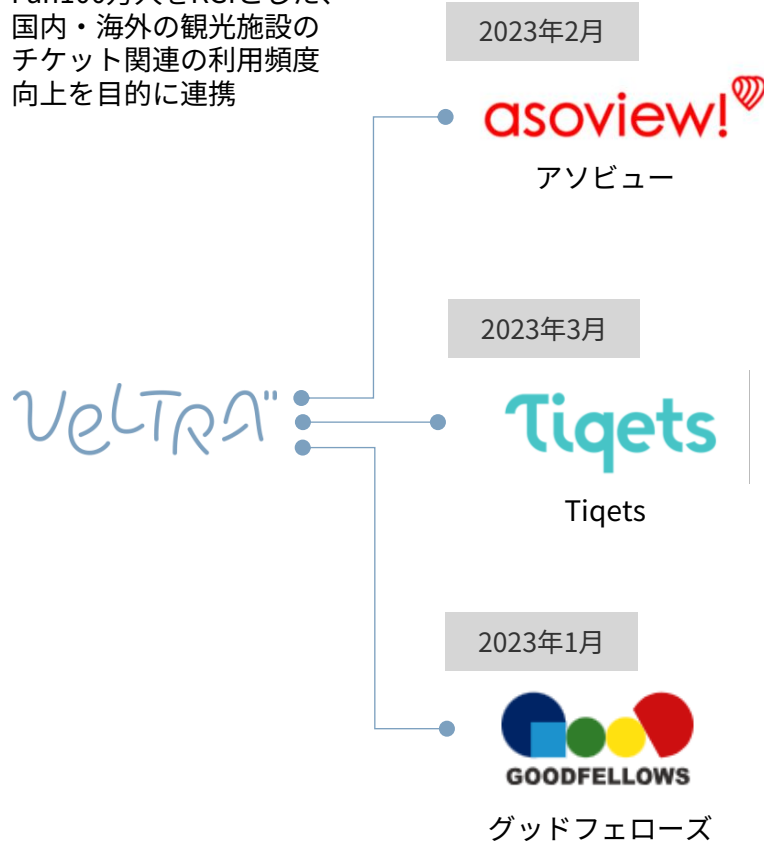 国内・海外の観光施設の
チケット関連の利用頻度
向上を目的に連携
2023年2月
asoview!
アソビュー
2023年3月
VELTRA
Tiqets
Tiqets
2023年1月
GOODFELLOWS
グッドフェローズ